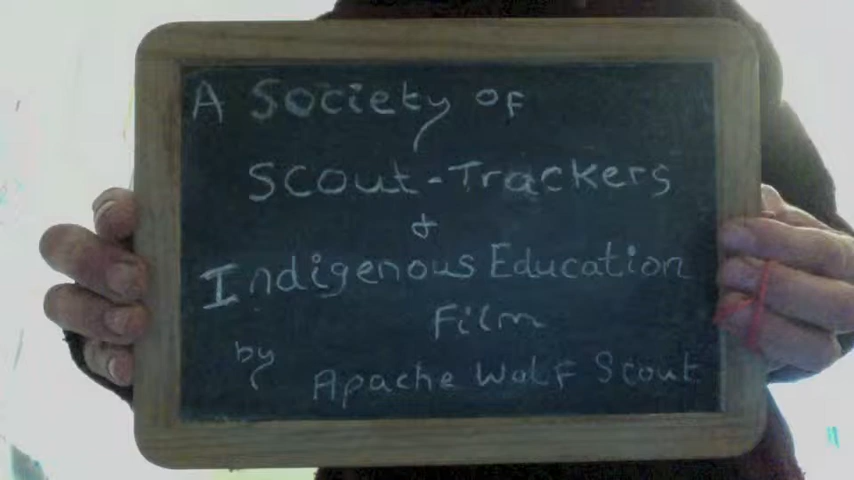 A Society of
Scout-Trackers
&
Indigenous Education
Film
by
Apache Wolf Scout